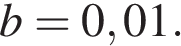 b = 0,01.